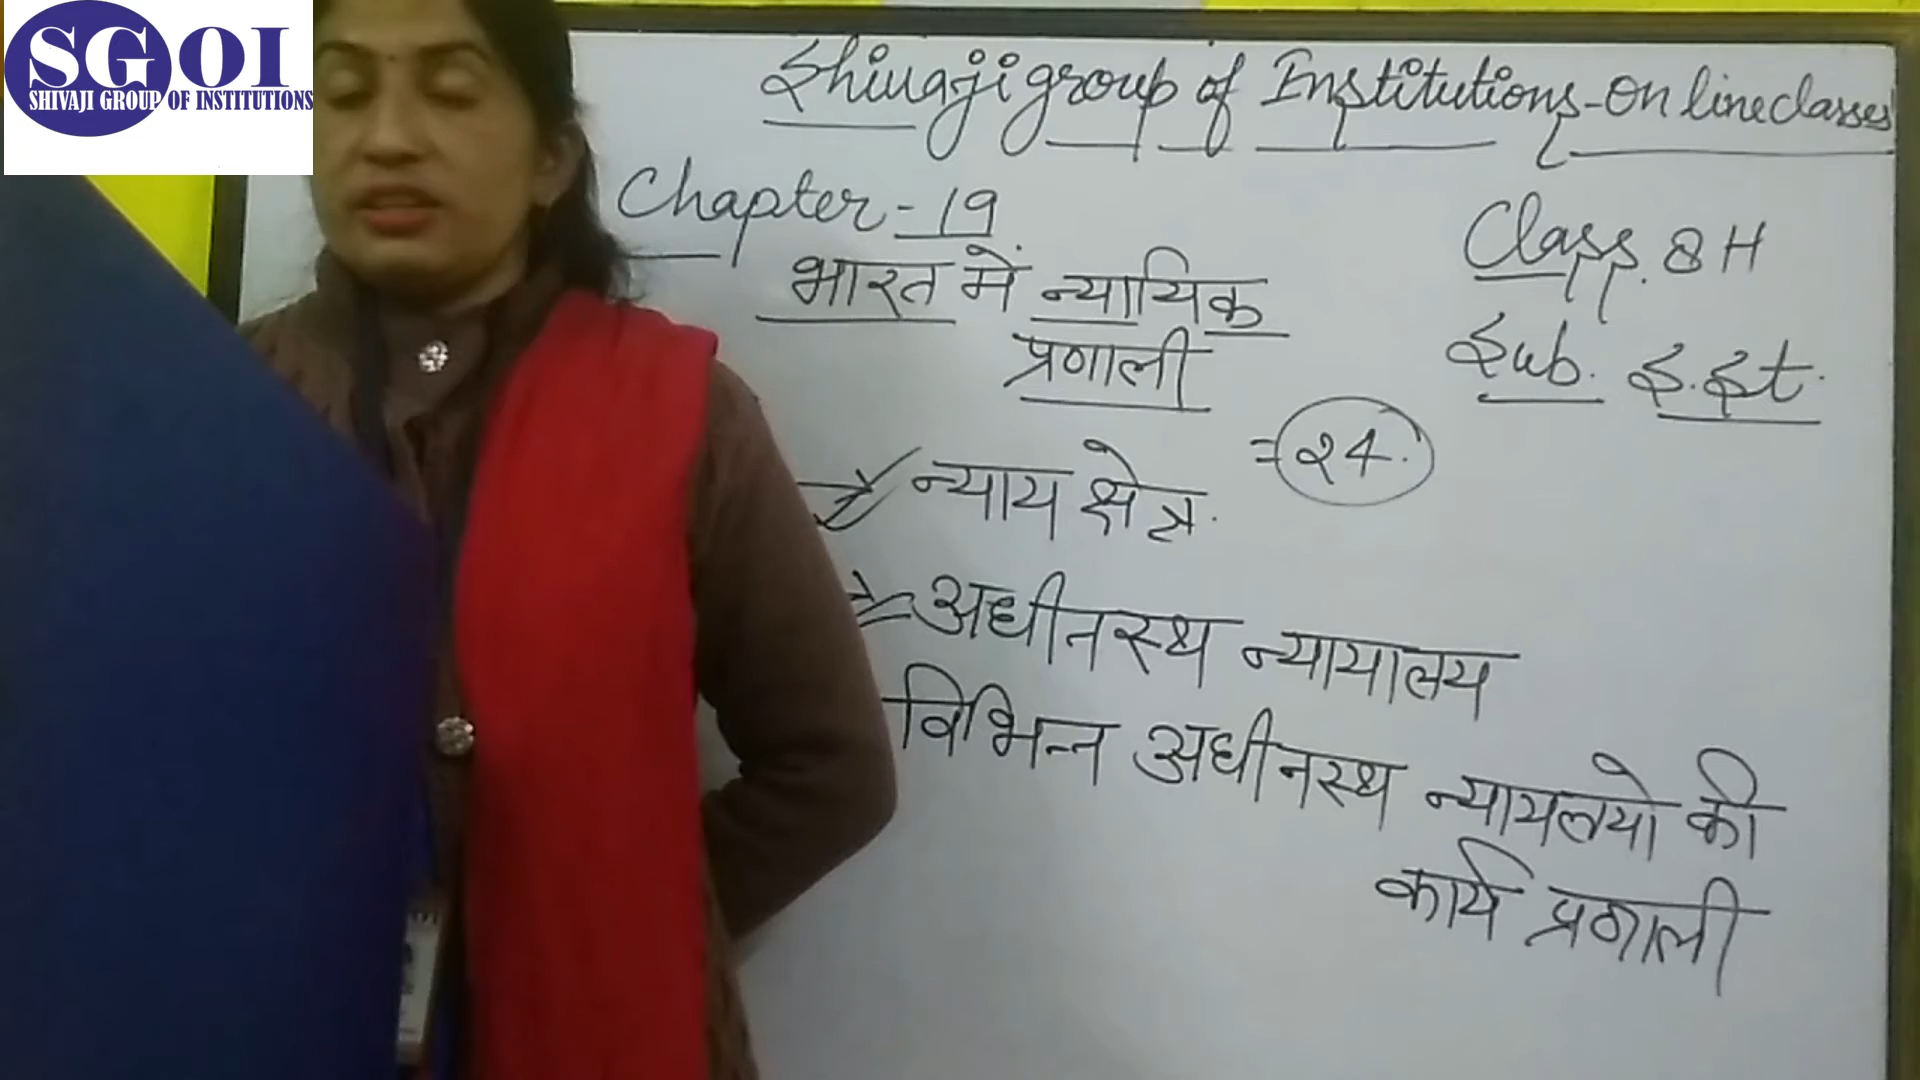 SGOI
SHIVAJI GROUP OF INSTITUTIONS
Shivaji group of Institutions-On line classes
Chapter-19
Class. 8 H
भारत में न्यायिक
प्रणाली
Sub. S.St.
= 24.
→ न्याय क्षेत्र.
→ अधीनस्थ न्यायालय
विभिन्न अधीनस्थ न्यायलयो की
कार्य प्रणाली